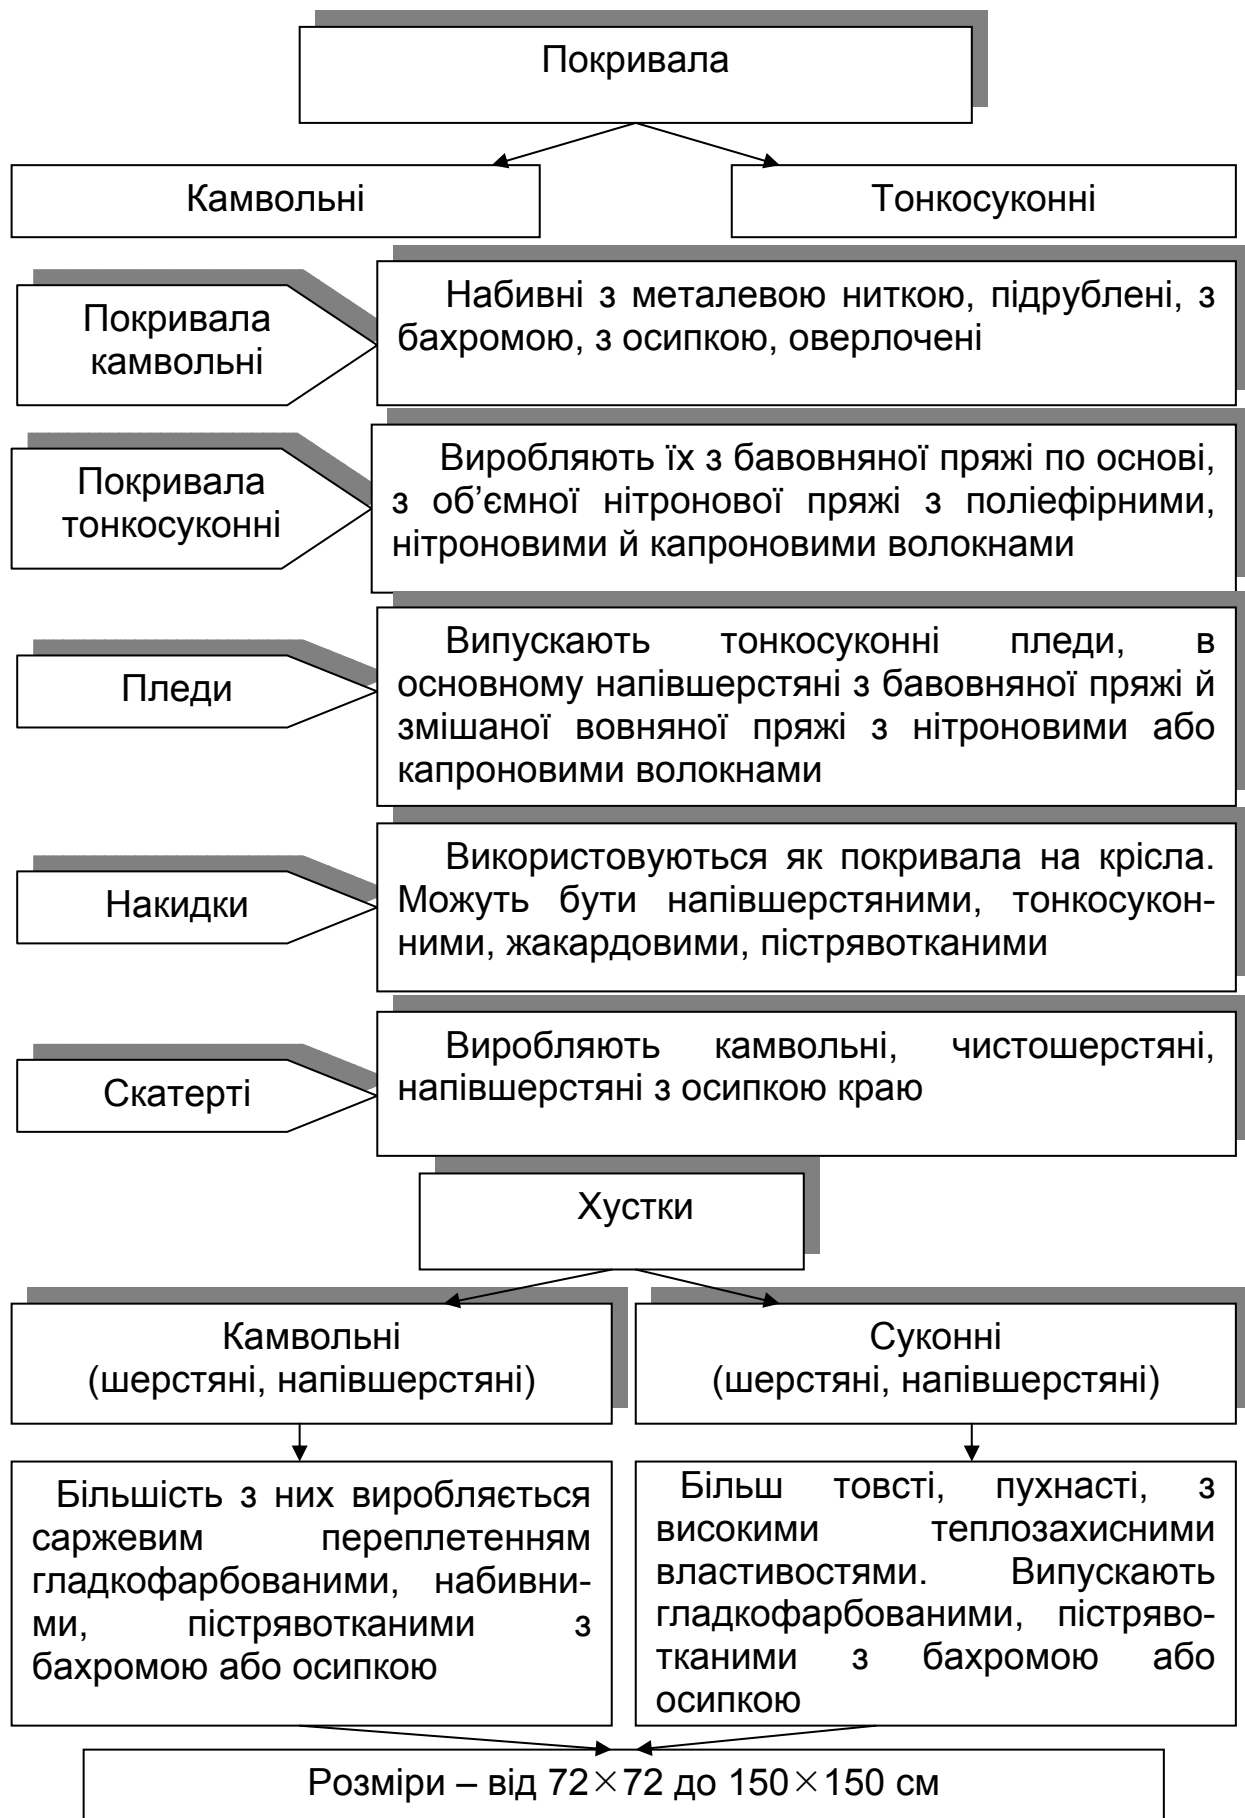 Покривала
Камвольні
Тонкосуконні
Покривала
камвольні
Набивні з металевою ниткою, підрублені, з
бахромою, з осипкою, оверлочені
Покривала
тонкосуконні
Виробляють їх з бавовняної пряжі по основі,
з об’ємної нітронової пряжі з поліефірними,
нітроновими й капроновими волокнами
Пледи
Випускають тонкосуконні пледи, в
основному напівшерстяні з бавовняної пряжі й
змішаної вовняної пряжі з нітроновими або
капроновими волокнами
Накидки
Використовуються як покривала на крісла.
Можуть бути напівшерстяними, тонкосукон-
ними, жакардовими, пістрявотканими
Скатерті
Виробляють камвольні, чистошерстяні,
напівшерстяні з осипкою краю
Хустки
Камвольні
(шерстяні, напівшерстяні)
Суконні
(шерстяні, напівшерстяні)
Більшість з них виробляється
саржевим переплетенням
гладкофарбованими, набивни-
ми, пістрявотканими з
бахромою або осипкою
Більш товсті, пухнасті, з
високими теплозахисними
властивостями. Випускають
гладкофарбованими, пістряво-
тканими з бахромою або
осипкою
Розміри – від 72×72 до 150×150 см